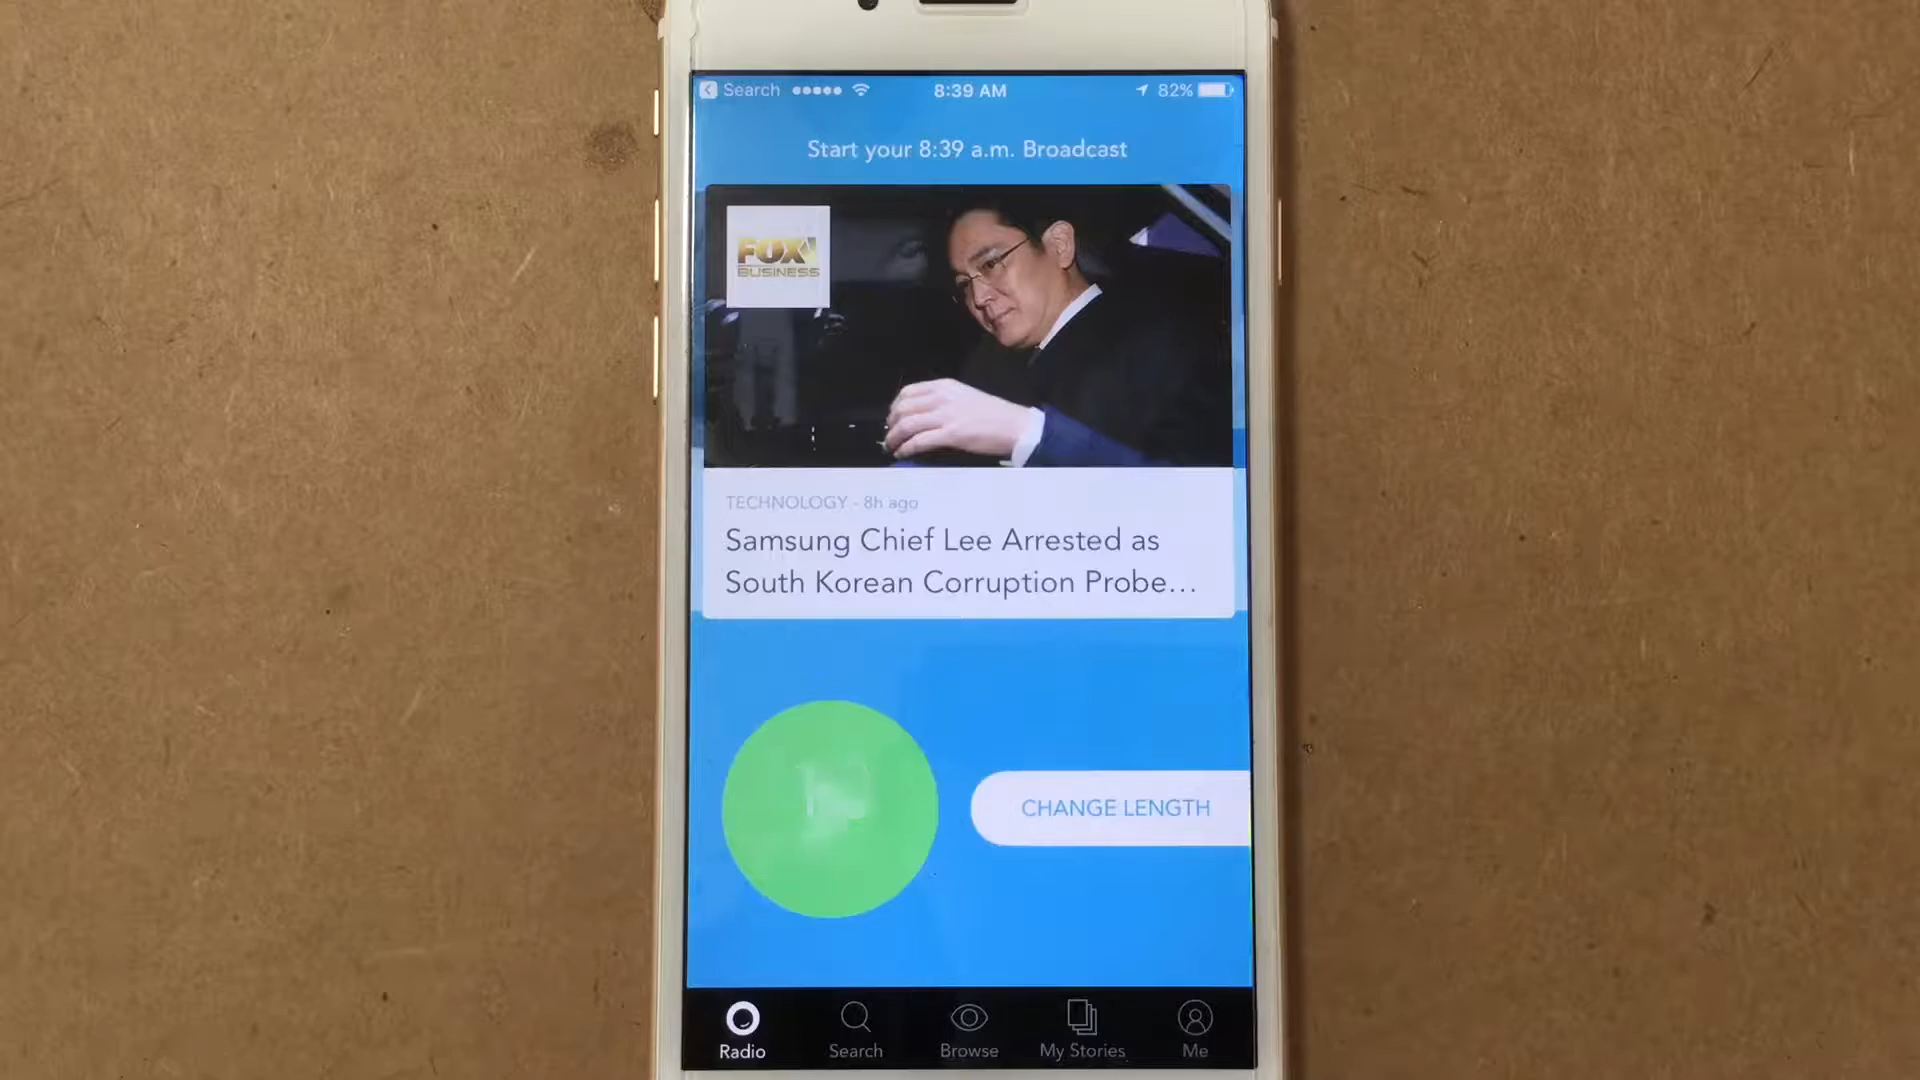 Search
8:39 AM
82%
Start your 8:39 a.m. Broadcast
FOX
BUSINESS
TECHNOLOGY - 8h ago
Samsung Chief Lee Arrested as
South Korean Corruption Probe...
CHANGE LENGTH
Radio
Search
Browse
My Stories
Me